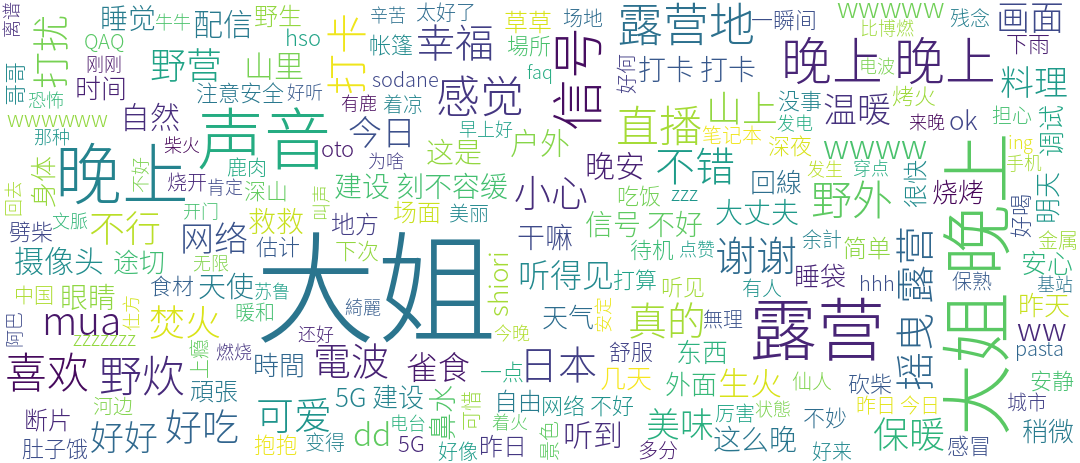 离谱
哥哥
打扰
睡觉
牛牛
QAQ
刚刚
恐怖
wwwwww
那种
配信
野生
hso
野营
山里
时间
注意安全
好听
自然
柴火
oto
辛苦
太好了
帐篷
sodane
打卡
幸福
有鹿
着凉
感觉
今日
为啥
早上好
这是
草草
場所
faq
信号
户外
露营地
场地
好何
打卡 打卡
一瞬间
比博燃
电波
直播
山上
笔记本
没事
发电
深夜
wwwww
晚上 晚上
温暖
烤火
wwww
残念
画面
下雨
料理
担心
来晚
ok
ing
手机
调试
身体
不好
回去
文脈
晚上
声音
鹿肉
烧开
肯定
深山
叫声
建设
刻不容缓
小心
晚安
不错
zzz
吃饭
回線
发生
穿点
野外
很快
烧烤
明天
好喝
金属
劈柴
不行
开门
救救
地方
场面
美丽
干嘛
信号 不好
大丈夫
余計
简单
安心
基站
摄像头
途切
网络
估计
无限
下次
大姐
听得见
打算
待机
点赞
谢谢
睡袋
hhh
露营
保熟
大姐 晚上
中国
眼睛
仕方
食材
天使
苏鲁
shiori
暖和
綺麗
天气
安定
听见
有人
真的
無理
露营
摇曳
昨天
ww
阿巴
mua
焚火
zzzzzzz
上繁
燃烧
还好
今晚
喜欢
野炊
時間
電波
雀食
日本
舒服
东西
一点
几天
外面
生火
仙人
砍柴
pasta
安静
城市
断片
河边
頑張
5G 建设
鼻水
可惜
自由
网络 不好
厉害
状態
昨日 今日
稍微
肚子饿
好好
好吃
抱抱
可爱
变得
dd
电台
5G
好像
着火
昨日
景色
听到
美味
多分
这么晚
不妙
好来
保暖
感冒